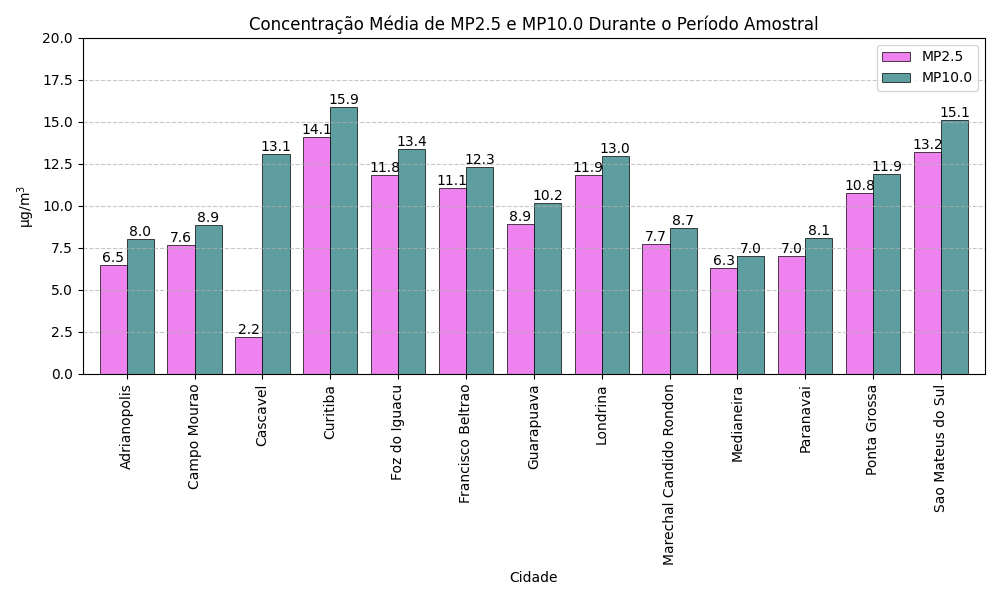 Concentração Média de MP2.5 e MP10.0 Durante o Período Amostral
MP2.5
MP10.0
µg/m³
20.0
17.5
15.0
12.5
10.0
7.5
5.0
2.5
0.0
6.5 8.0
7.6 8.9
2.2 13.1
14.1 15.9
11.8 13.4
11.1 12.3
8.9 10.2
11.9 13.0
7.7 8.7
6.3 7.0
7.0 8.1
10.8 11.9
13.2 15.1
Adrianopolis
Campo Mourao
Cascavel
Curitiba
Foz do Iguacu
Francisco Beltrao
Guarapuava
Londrina
Marechal Candido Rondon
Medianeira
Paranavai
Ponta Grossa
Sao Mateus do Sul
Cidade